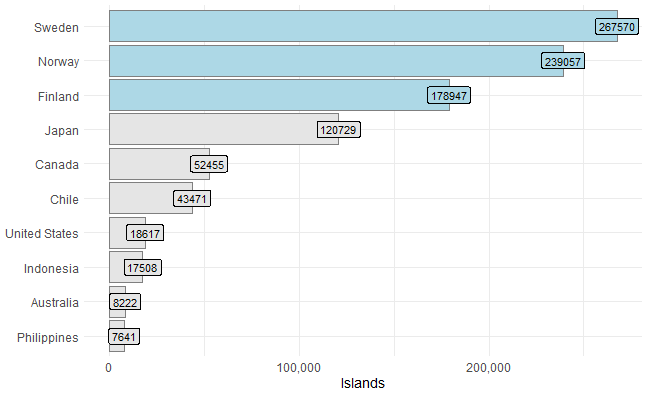 Sweden 267570
Norway 239057
Finland 178947
Japan 120729
Canada 52455
Chile 43471
United States 18617
Indonesia 17508
Australia 8222
Philippines 7641
0 100,000 200,000
Islands